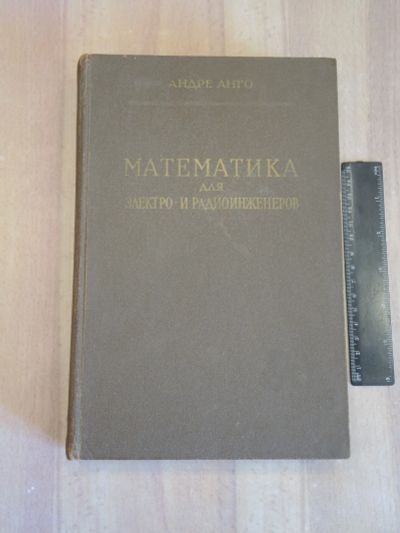 АНДРЕ АНГО
МАТЕМАТИКА
ДЛЯ
ЭЛЕКТРО- И РАДИОИНЖЕНЕРОВ